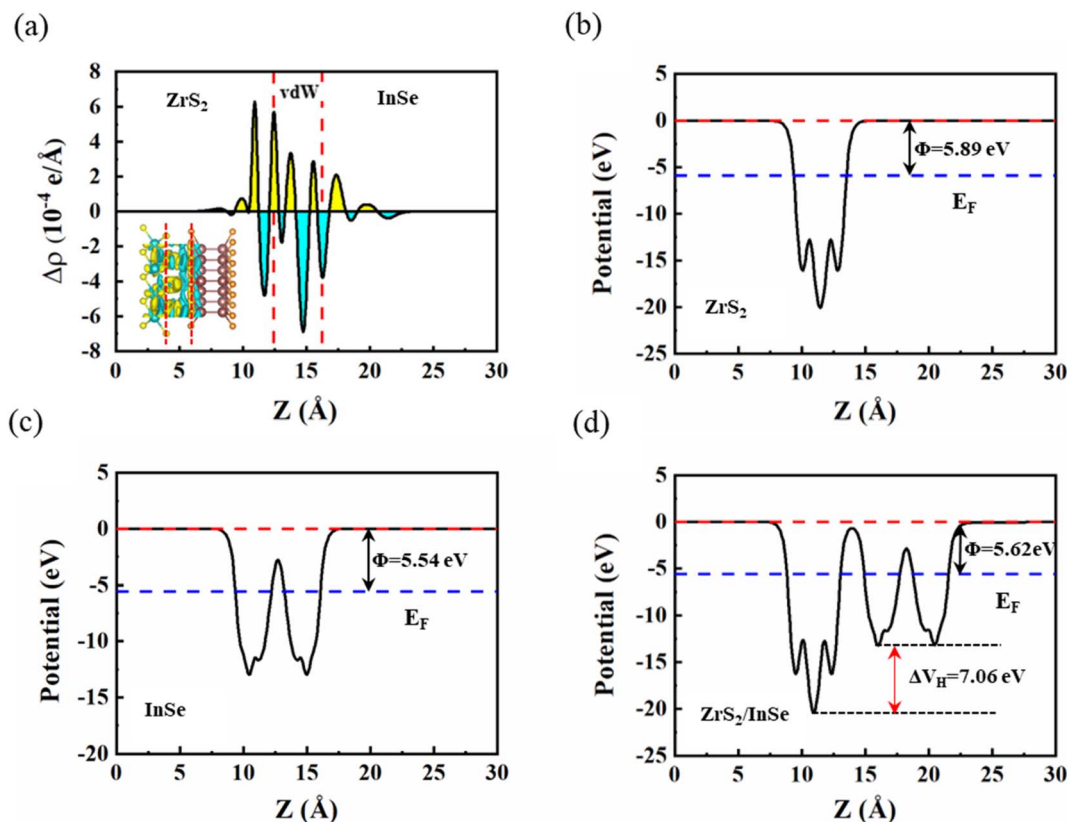 (a)
8
6
4
2
0
-2
-4
-6
-8
ZrS₂
vdW
InSe
Δρ (10⁻⁴ e/Å)
0 5 10 15 20 25 30
Z (Å)
(b)
5
0
-5
-10
-15
-20
-25
Φ=5.89 eV
E_F
ZrS₂
Potential (eV)
0 5 10 15 20 25 30
Z (Å)
(c)
5
0
-5
-10
-15
-20
Φ=5.54 eV
E_F
InSe
Potential (eV)
0 5 10 15 20 25 30
Z (Å)
(d)
5
0
-5
-10
-15
-20
-25
Φ=5.62eV
E_F
ΔV_H=7.06 eV
ZrS₂/InSe
Potential (eV)
0 5 10 15 20 25 30
Z (Å)